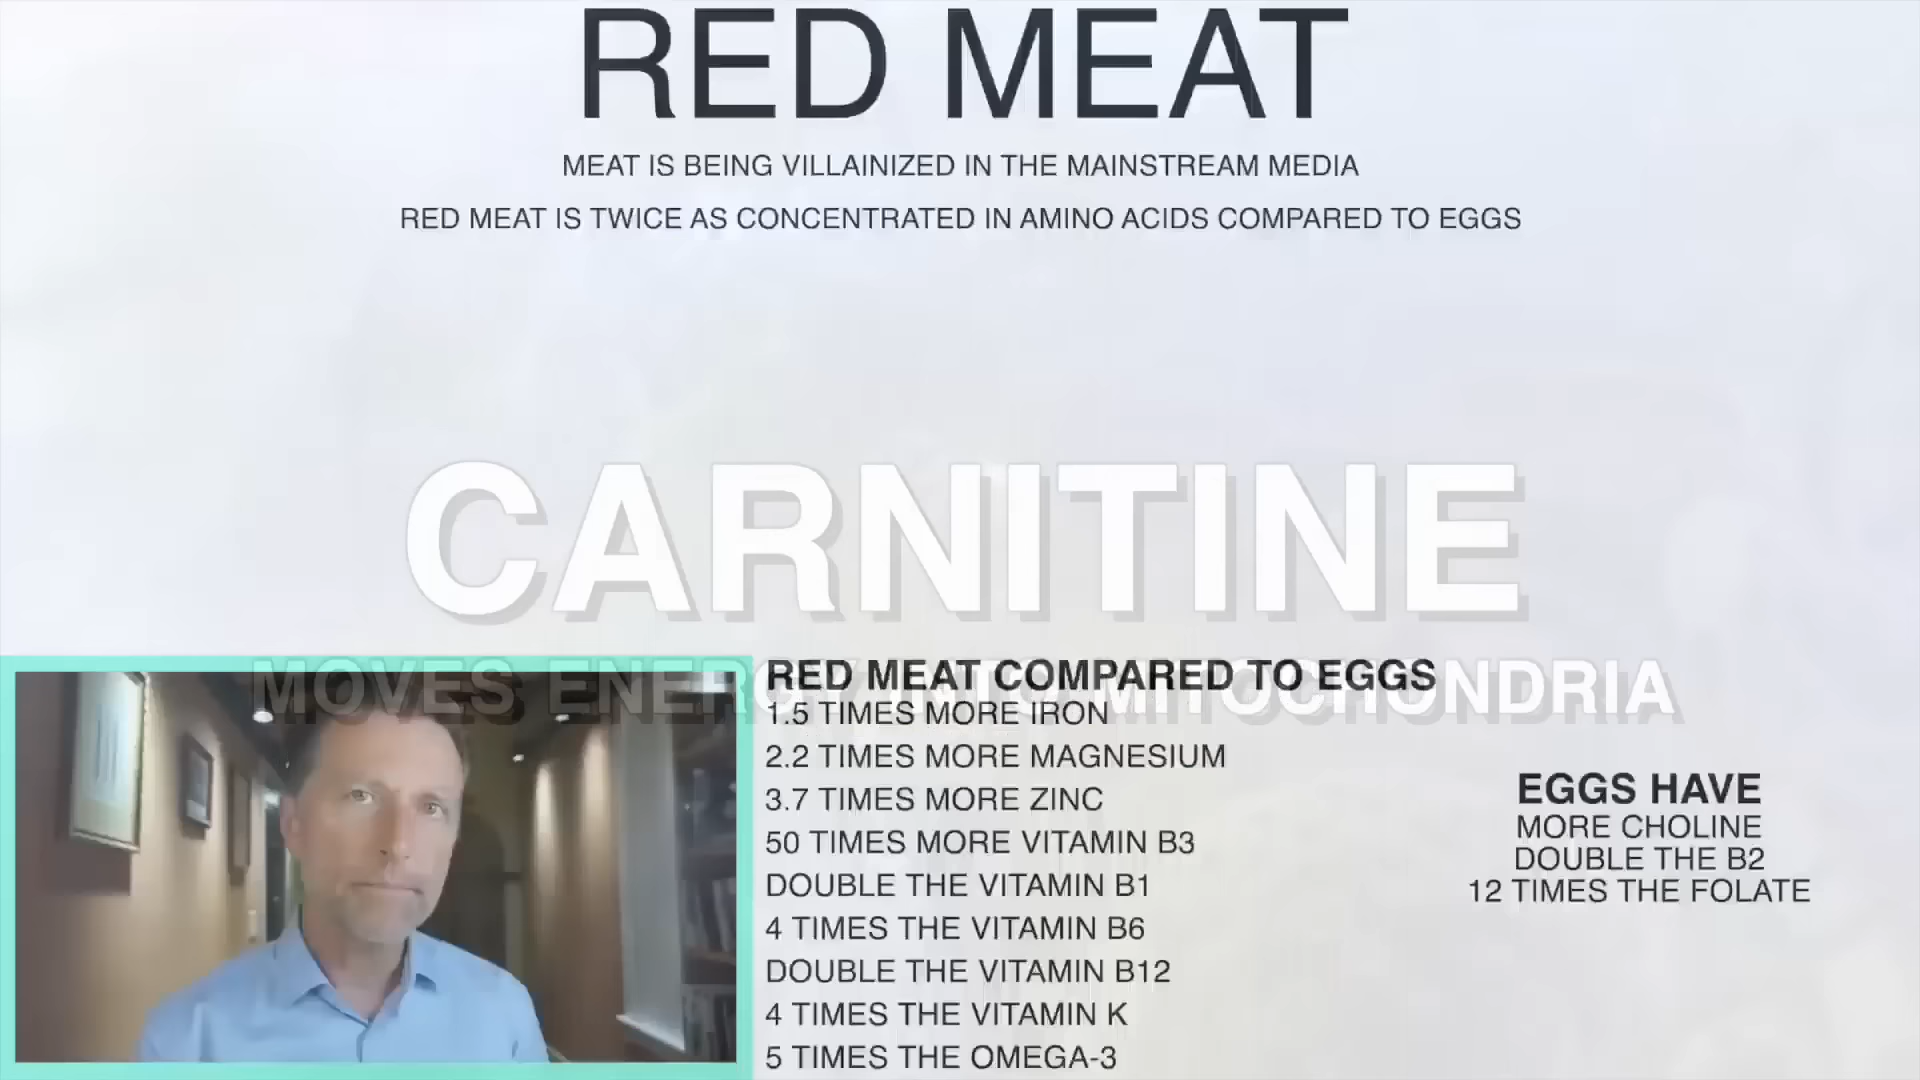 RED MEAT
MEAT IS BEING VILLAINIZED IN THE MAINSTREAM MEDIA
RED MEAT IS TWICE AS CONCENTRATED IN AMINO ACIDS COMPARED TO EGGS
CARNITINE
MOVES ENERGY INTO MITOCHONDRIA
RED MEAT COMPARED TO EGGS
1.5 TIMES MORE IRON
2.2 TIMES MORE MAGNESIUM
3.7 TIMES MORE ZINC
50 TIMES MORE VITAMIN B3
DOUBLE THE VITAMIN B1
4 TIMES THE VITAMIN B6
DOUBLE THE VITAMIN B12
4 TIMES THE VITAMIN K
5 TIMES THE OMEGA-3
EGGS HAVE
MORE CHOLINE
DOUBLE THE B2
12 TIMES THE FOLATE